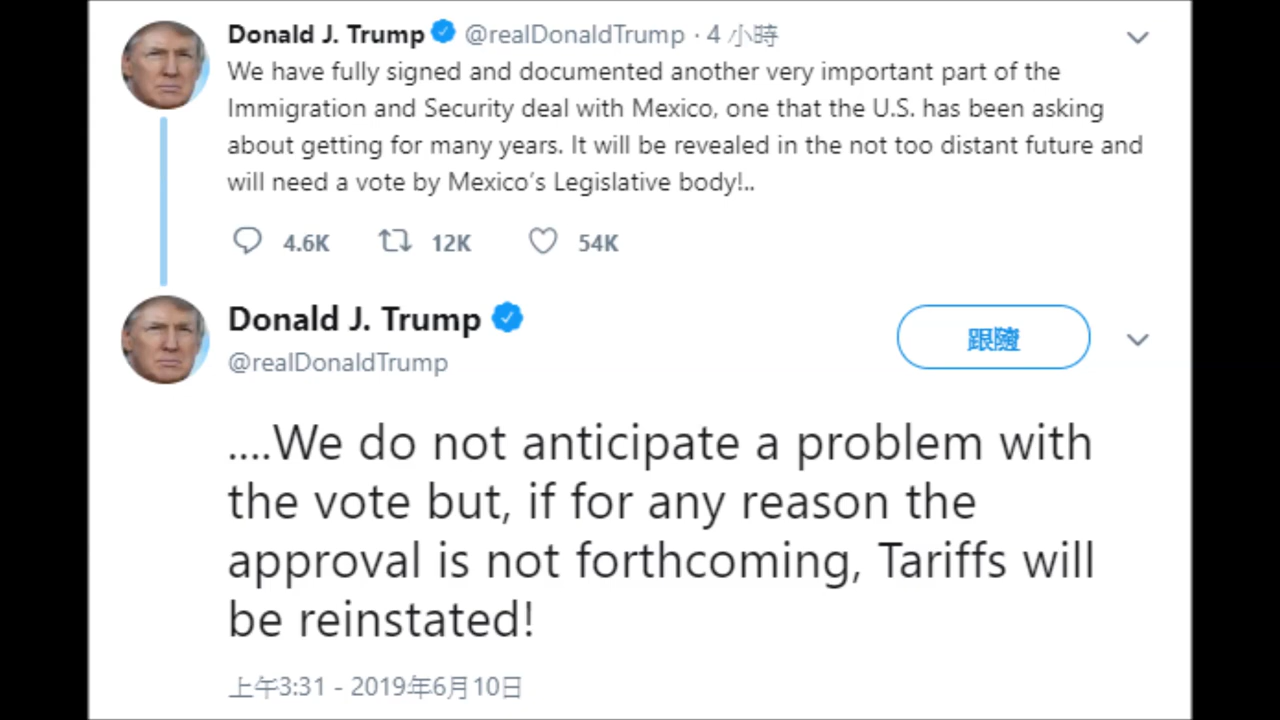 Donald J. Trump @realDonaldTrump · 4 小時
We have fully signed and documented another very important part of the
Immigration and Security deal with Mexico, one that the U.S. has been asking
about getting for many years. It will be revealed in the not too distant future and
will need a vote by Mexico’s Legislative body!..
4.6K 12K 54K
Donald J. Trump
跟隨
@realDonaldTrump
....We do not anticipate a problem with
the vote but, if for any reason the
approval is not forthcoming, Tariffs will
be reinstated!
上午3:31 - 2019年6月10日